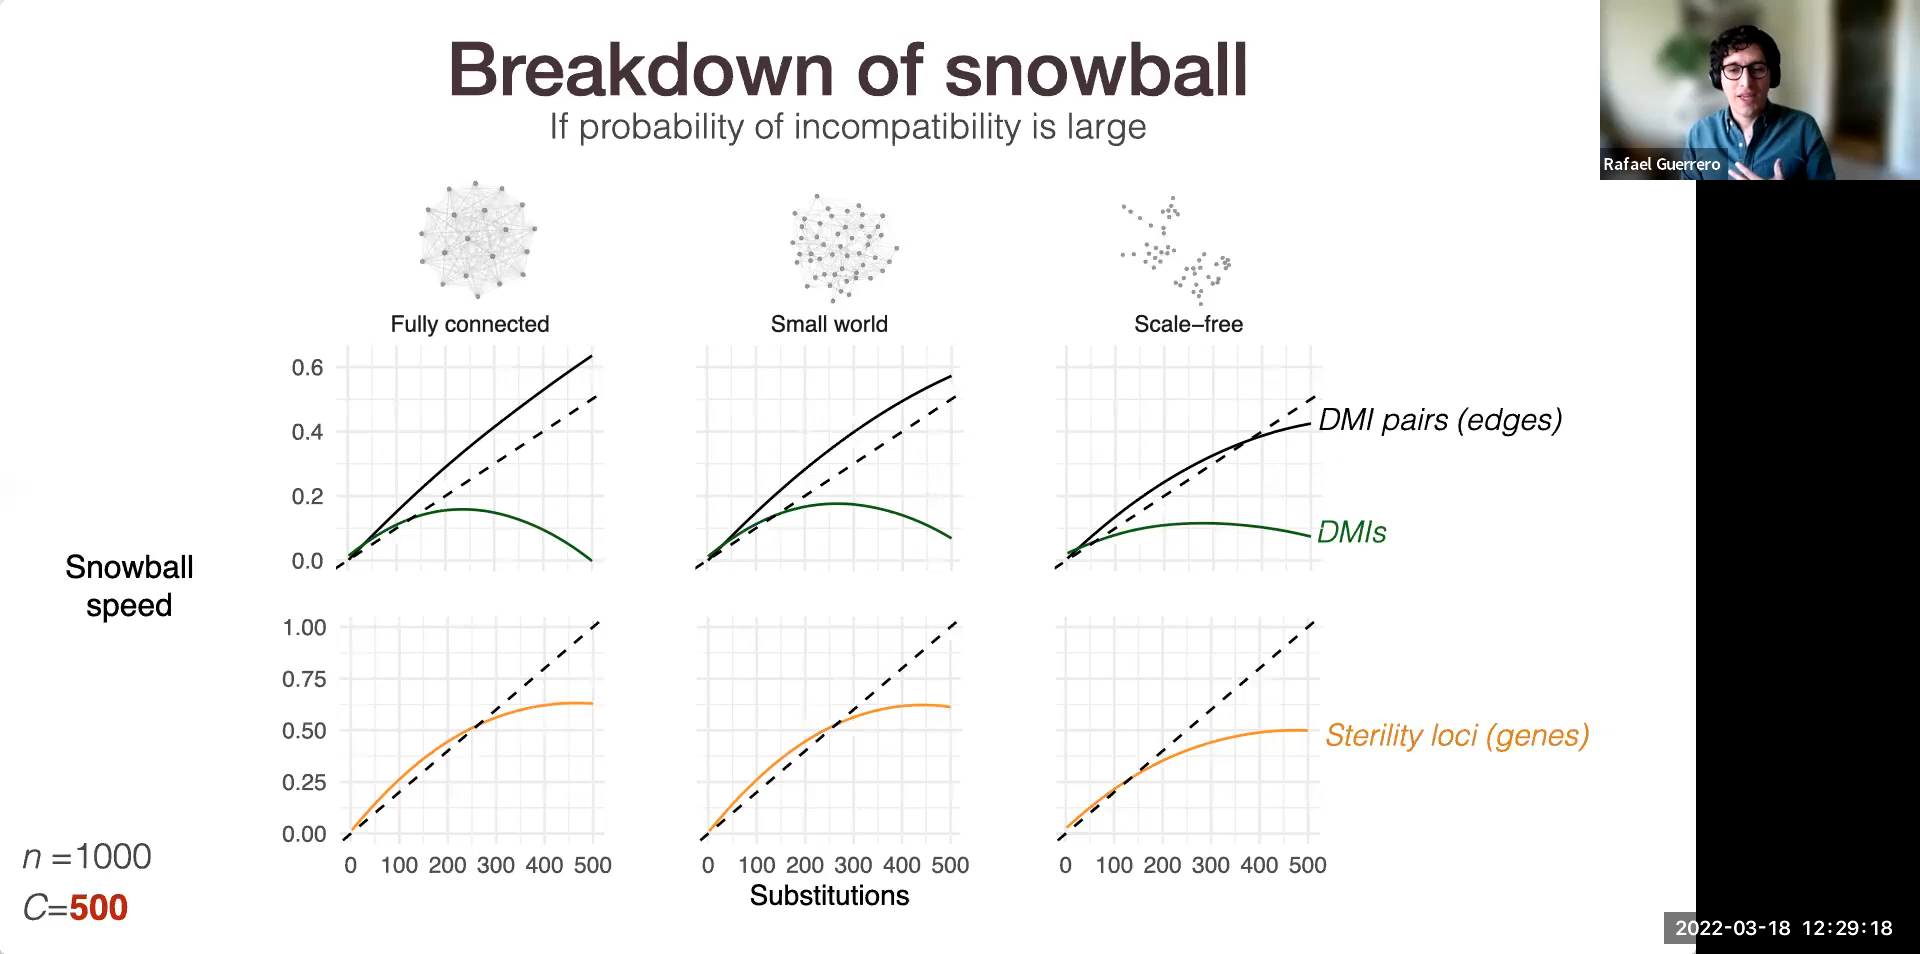 Breakdown of snowball
If probability of incompatibility is large
Rafael Guerrero
Fully connected
Small world
Scale−free
0.6
0.4
0.2
0.0
DMI pairs (edges)
DMIs
Snowball
speed
1.00
0.75
0.50
0.25
0.00
Sterility loci (genes)
0 100 200 300 400 500
0 100 200 300 400 500
0 100 200 300 400 500
Substitutions
n =1000
C=500
2022-03-18 12:29:18